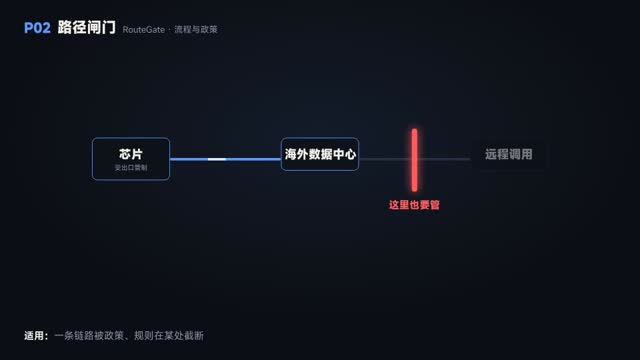 P02 路径闸门 RouteGate · 流程与政策
芯片
受出口管制
海外数据中心
远程调用
这里也要管
适用：一条链路被政策、规则在某处截断